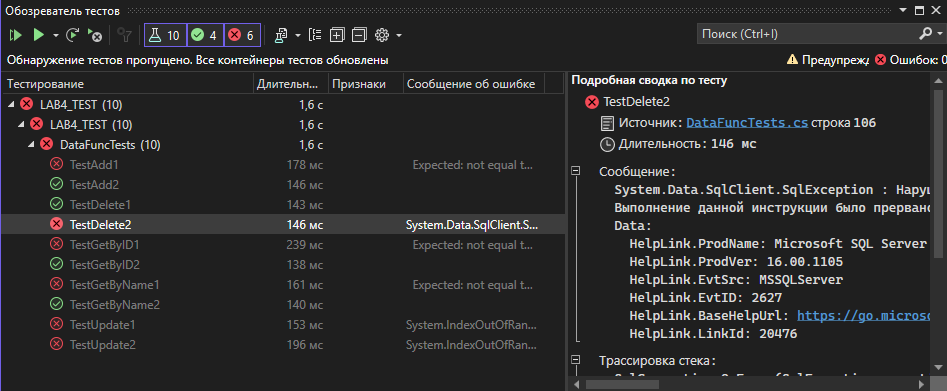 Обозреватель тестов
10 4 6
Поиск (Ctrl+I)
Обнаружение тестов пропущено. Все контейнеры тестов обновлены
Предупрежд Ошибок: 0
Тестирование Длительн... Признаки Сообщение об ошибке
LAB4_TEST (10) 1,6 с
LAB4_TEST (10) 1,6 с
DataFuncTests (10) 1,6 с
TestAdd1 178 мс Expected: not equal t...
TestAdd2 146 мс
TestDelete1 143 мс
TestDelete2 146 мс System.Data.SqlClient.S...
TestGetByID1 239 мс Expected: not equal t...
TestGetByID2 138 мс
TestGetByName1 161 мс Expected: not equal t...
TestGetByName2 140 мс
TestUpdate1 153 мс System.IndexOutOfRan...
TestUpdate2 196 мс System.IndexOutOfRan...
Подробная сводка по тесту
TestDelete2
Источник: DataFuncTests.cs строка 106
Длительность: 146 мс
Сообщение:
System.Data.SqlClient.SqlException : Наруш
Выполнение данной инструкции было прервано
Data:
HelpLink.ProdName: Microsoft SQL Server
HelpLink.ProdVer: 16.00.1105
HelpLink.EvtSrc: MSSQLServer
HelpLink.EvtID: 2627
HelpLink.BaseHelpUrl: https://go.microso
HelpLink.LinkId: 20476
Трассировка стека: